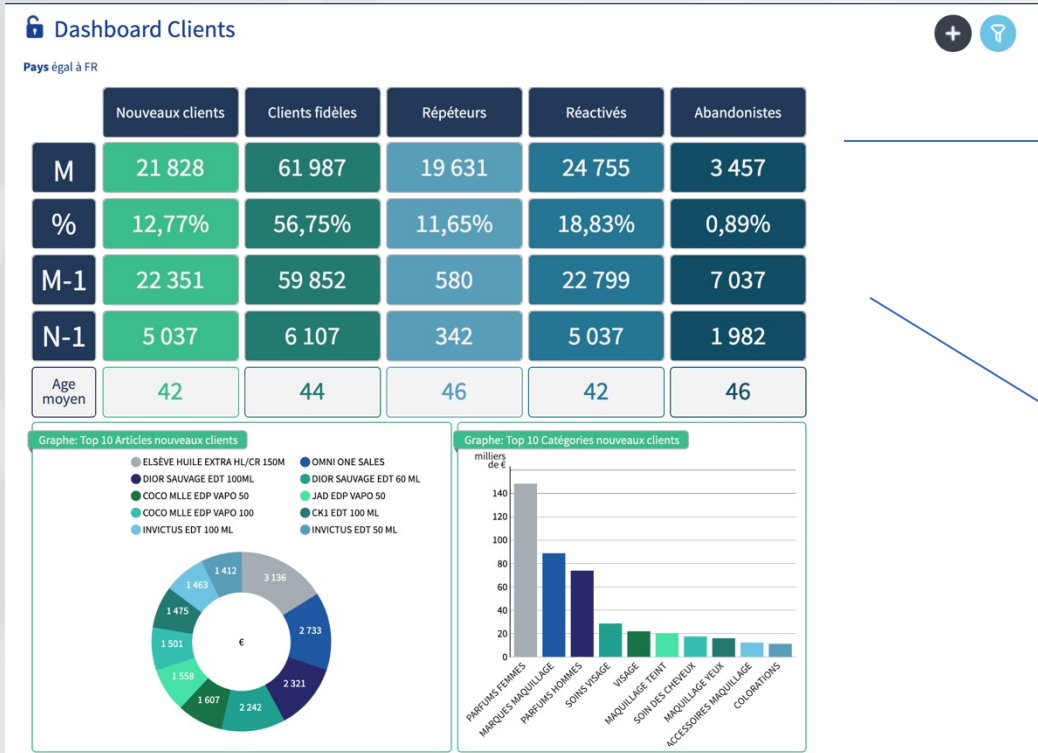 Dashboard Clients
Pays égal à FR
Nouveaux clients Clients fidèles Répéteurs Réactivés Abandonistes
M 21 828 61 987 19 631 24 755 3 457
% 12,77% 56,75% 11,65% 18,83% 0,89%
M-1 22 351 59 852 580 22 799 7 037
N-1 5 037 6 107 342 5 037 1 982
Age moyen 42 44 46 42 46
Graphe: Top 10 Articles nouveaux clients
ELSÈVE HUILE EXTRA HL/CR 150M OMNI ONE SALES
DIOR SAUVAGE EDT 100ML DIOR SAUVAGE EDT 60 ML
COCO MLLE EDP VAPO 50 JAD EDP VAPO 50
COCO MLLE EDP VAPO 100 CK1 EDT 100 ML
INVICTUS EDT 100 ML INVICTUS EDT 50 ML
3 136
2 733
2 321
2 242
1 607
1 558
1 501
1 475
1 463
1 412
€
Graphe: Top 10 Catégories nouveaux clients
milliers
de €
140
120
100
80
60
40
20
0
PARFUMS FEMMES
MARQUES MAQUILLAGE
PARFUMS HOMMES
SOINS VISAGE
VISAGE
MAQUILLAGE TEINT
SOIN DES CHEVEUX
MAQUILLAGE YEUX
ACCESSOIRES MAQUILLAGE
COLORATIONS